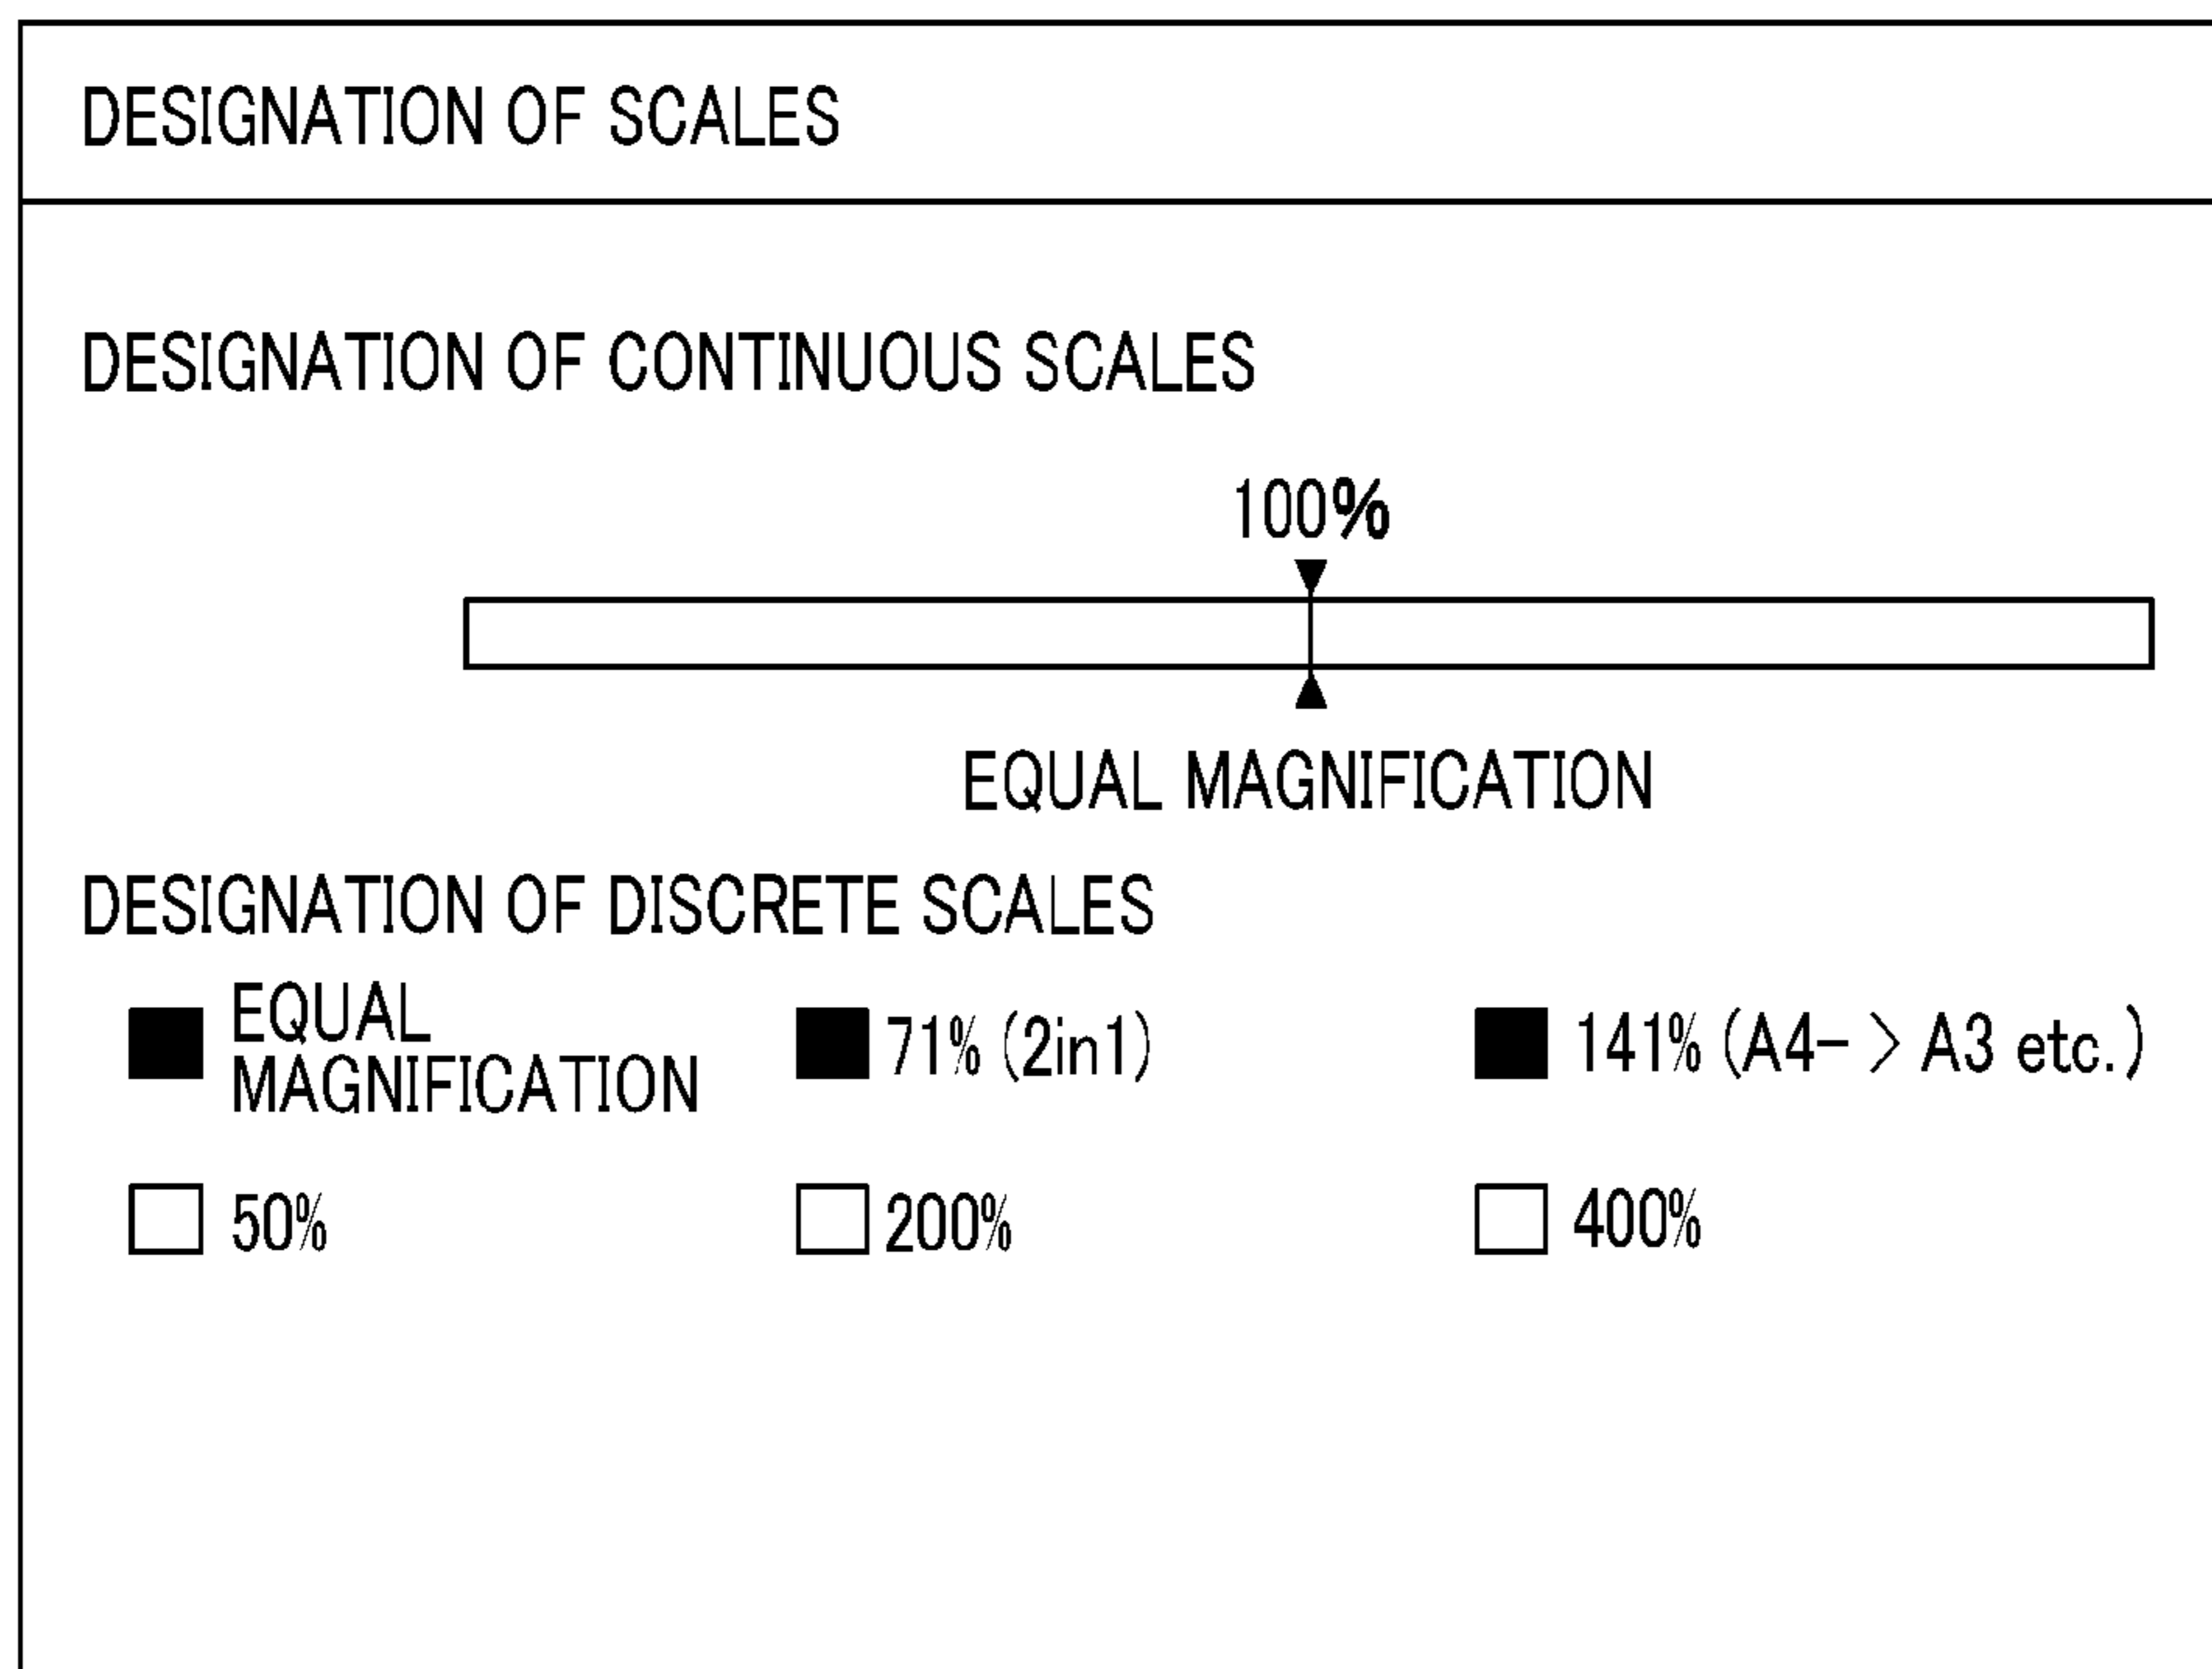 DESIGNATION OF SCALES
DESIGNATION OF CONTINUOUS SCALES
100%
EQUAL MAGNIFICATION
DESIGNATION OF DISCRETE SCALES
EQUAL
MAGNIFICATION
71% (2in1)
141% (A4- > A3 etc.)
50%
200%
400%